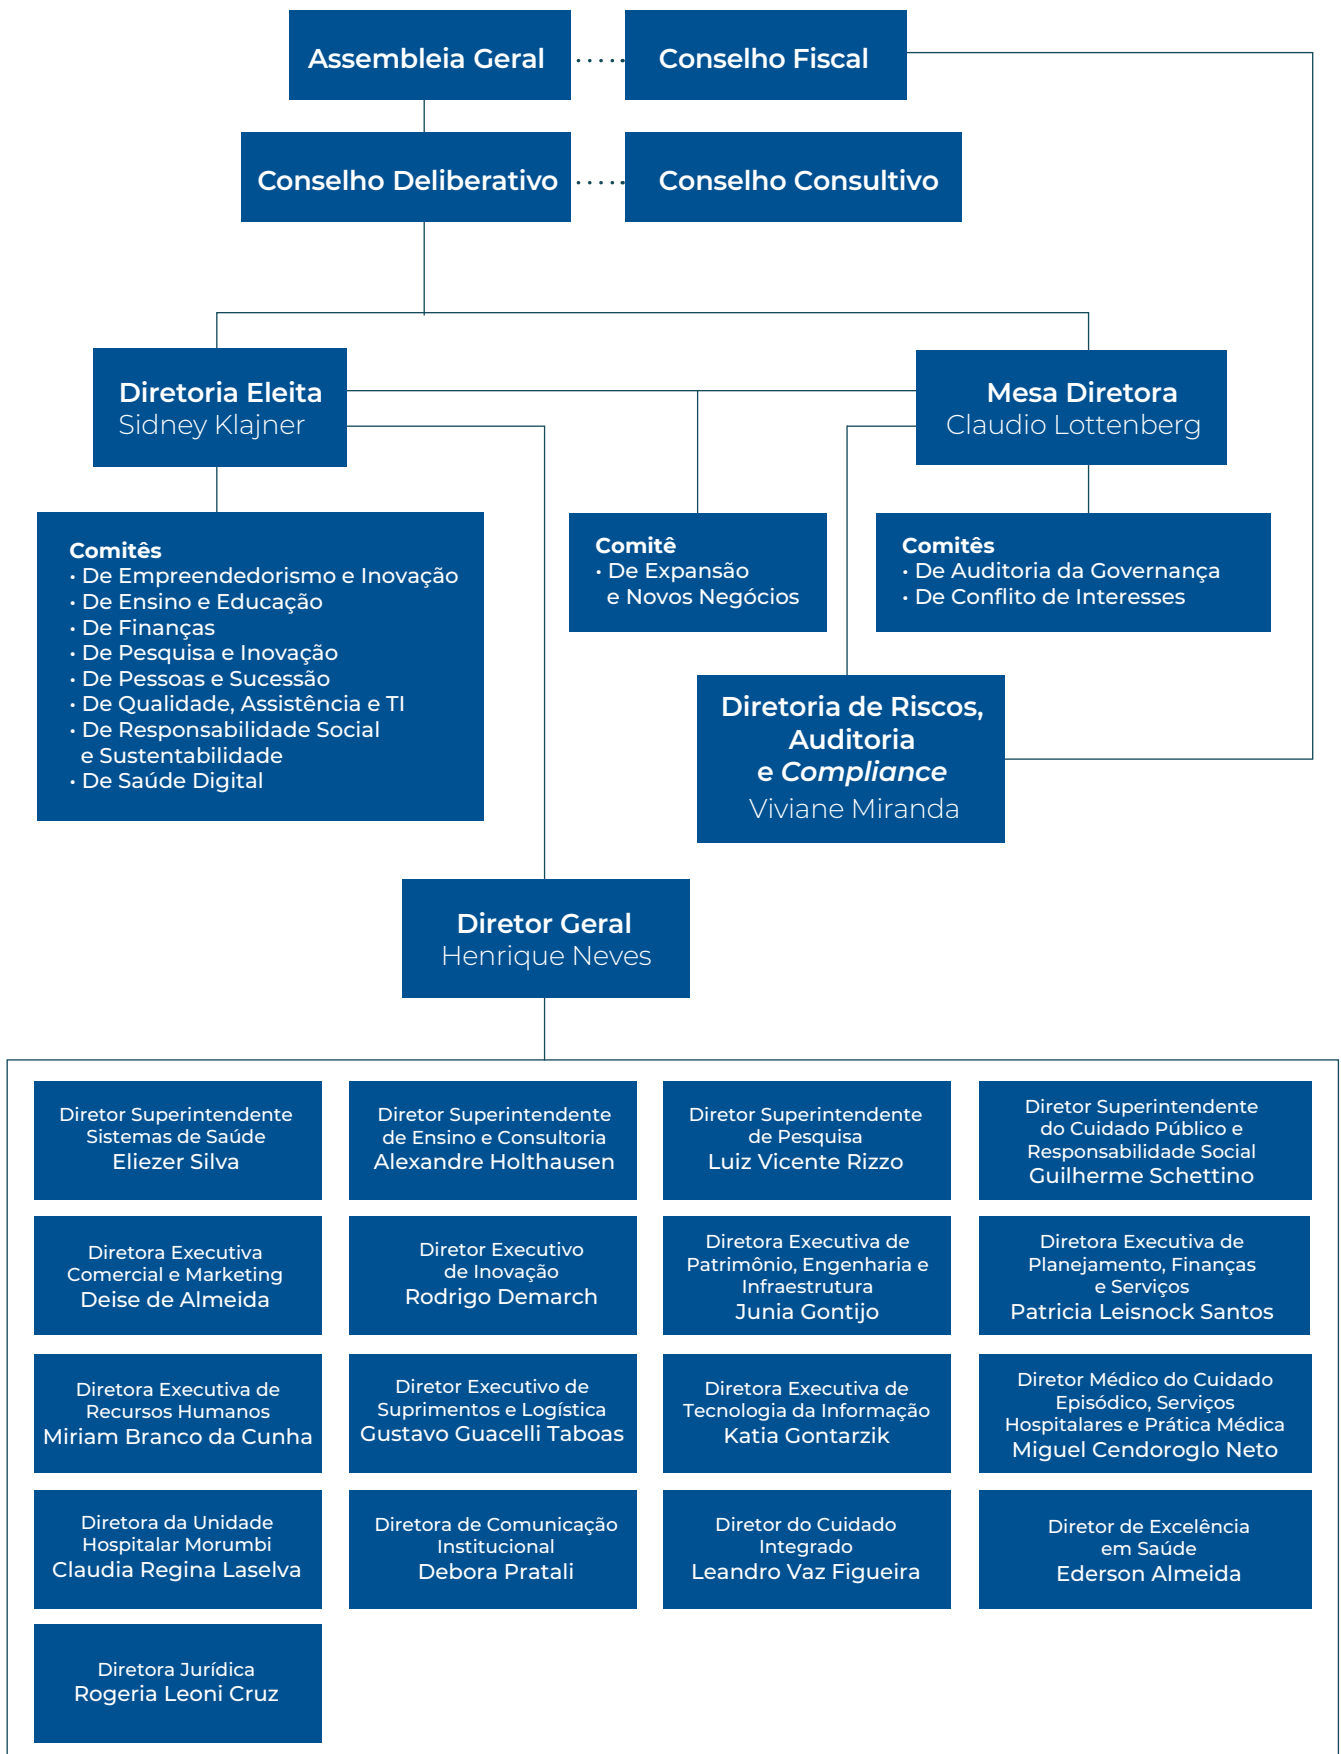 Assembleia Geral
Conselho Fiscal
Conselho Deliberativo
Conselho Consultivo
Diretoria Eleita
Sidney Klajner
Mesa Diretora
Claudio Lottenberg
Comitês
• De Empreendedorismo e Inovação
• De Ensino e Educação
• De Finanças
• De Pesquisa e Inovação
• De Pessoas e Sucessão
• De Qualidade, Assistência e TI
• De Responsabilidade Social
e Sustentabilidade
• De Saúde Digital
Comitê
• De Expansão
e Novos Negócios
Comitês
• De Auditoria da Governança
• De Conflito de Interesses
Diretoria de Riscos,
Auditoria
e Compliance
Viviane Miranda
Diretor Geral
Henrique Neves
Diretor Superintendente
Sistemas de Saúde
Eliezer Silva
Diretor Superintendente
de Ensino e Consultoria
Alexandre Holthausen
Diretor Superintendente
de Pesquisa
Luiz Vicente Rizzo
Diretor Superintendente
do Cuidado Público e
Responsabilidade Social
Guilherme Schettino
Diretora Executiva
Comercial e Marketing
Deise de Almeida
Diretor Executivo
de Inovação
Rodrigo Demarch
Diretora Executiva de
Patrimônio, Engenharia e
Infraestrutura
Junia Gontijo
Diretora Executiva de
Planejamento, Finanças
e Serviços
Patricia Leisnock Santos
Diretora Executiva de
Recursos Humanos
Miriam Branco da Cunha
Diretor Executivo de
Suprimentos e Logística
Gustavo Guacelli Taboas
Diretora Executiva de
Tecnologia da Informação
Katia Gontarzik
Diretor Médico do Cuidado
Episódico, Serviços
Hospitalares e Prática Médica
Miguel Cendoroglo Neto
Diretora da Unidade
Hospitalar Morumbi
Claudia Regina Laselva
Diretora de Comunicação
Institucional
Debora Pratali
Diretor do Cuidado
Integrado
Leandro Vaz Figueira
Diretor de Excelência
em Saúde
Ederson Almeida
Diretora Jurídica
Rogeria Leoni Cruz